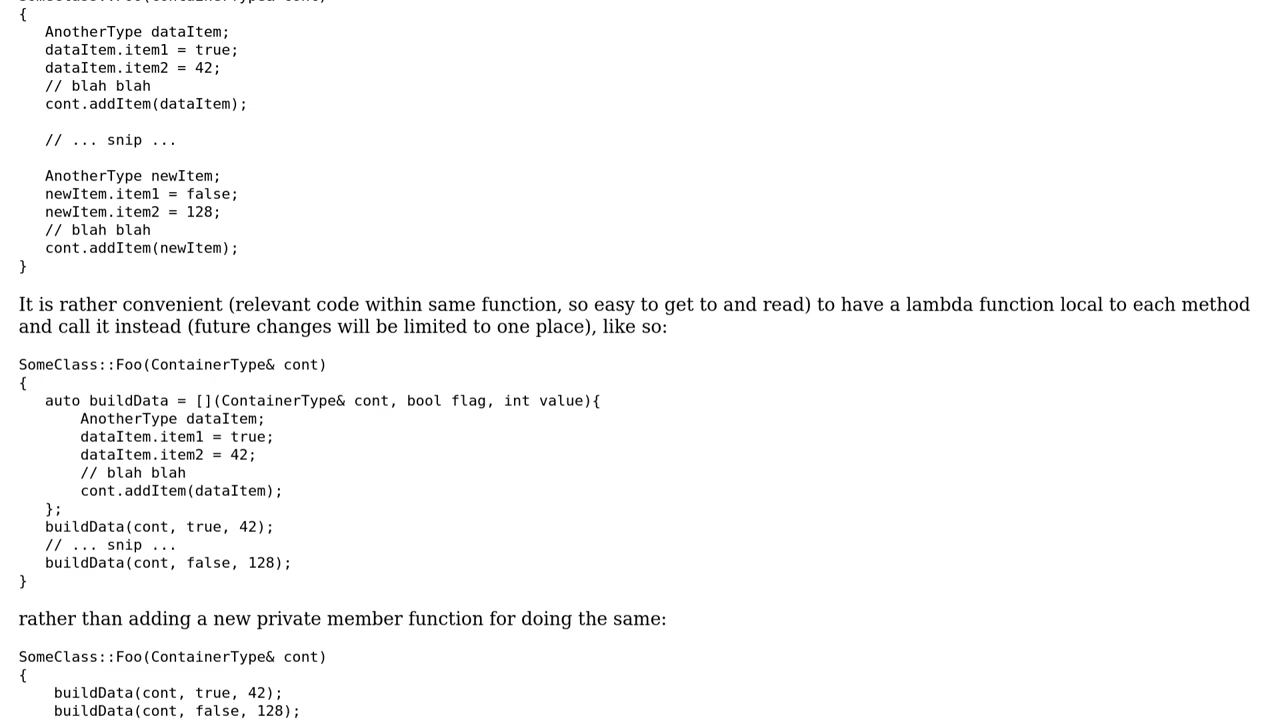 SomeClass::Foo(ContainerType& cont)
{
   AnotherType dataItem;
   dataItem.item1 = true;
   dataItem.item2 = 42;
   // blah blah
   cont.addItem(dataItem);

   // ... snip ...

   AnotherType newItem;
   newItem.item1 = false;
   newItem.item2 = 128;
   // blah blah
   cont.addItem(newItem);
}
It is rather convenient (relevant code within same function, so easy to get to and read) to have a lambda function local to each method
and call it instead (future changes will be limited to one place), like so:
SomeClass::Foo(ContainerType& cont)
{
   auto buildData = [](ContainerType& cont, bool flag, int value){
       AnotherType dataItem;
       dataItem.item1 = true;
       dataItem.item2 = 42;
       // blah blah
       cont.addItem(dataItem);
   };
   buildData(cont, true, 42);
   // ... snip ...
   buildData(cont, false, 128);
}
rather than adding a new private member function for doing the same:
SomeClass::Foo(ContainerType& cont)
{
    buildData(cont, true, 42);
    buildData(cont, false, 128);